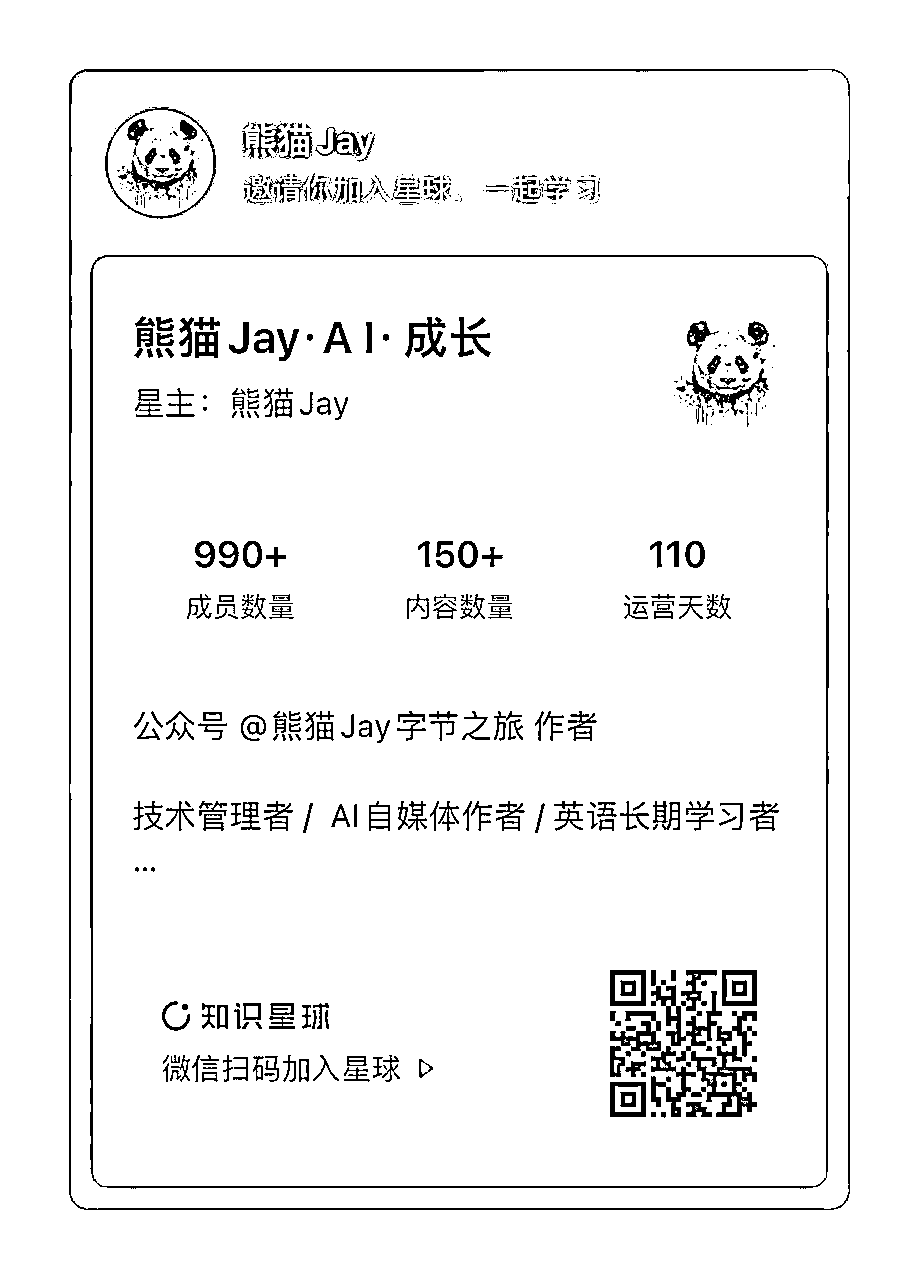 熊猫Jay
邀请你加入星球，一起学习
熊猫Jay·AI·成长
星主：熊猫Jay
990+ 150+ 110
成员数量 内容数量 运营天数
公众号 @熊猫Jay字节之旅 作者
技术管理者 / AI自媒体作者 / 英语长期学习者
...
知识星球
微信扫码加入星球